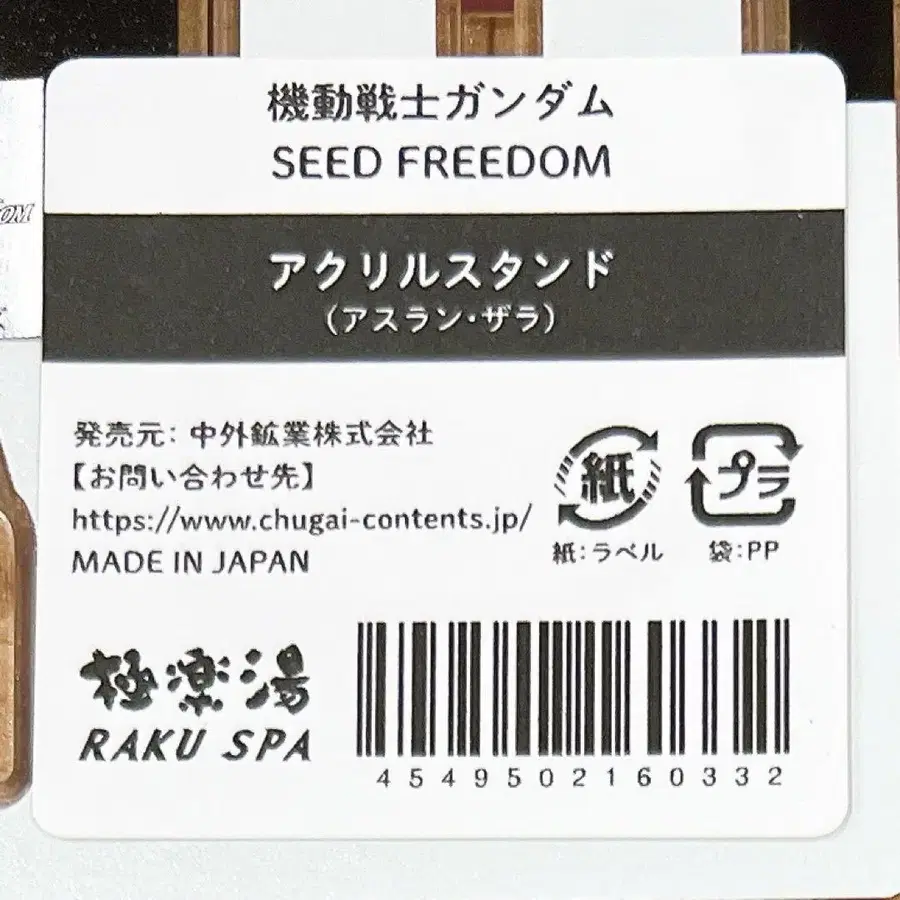 機動戦士ガンダム
SEED FREEDOM
アクリルスタンド
(アスラン・ザラ)
発売元: 中外鉱業株式会社
【お問い合わせ先】
https://www.chugai-contents.jp/
MADE IN JAPAN
紙
紙:ラベル
プラ
袋:PP
極楽湯
RAKU SPA
4549502160332